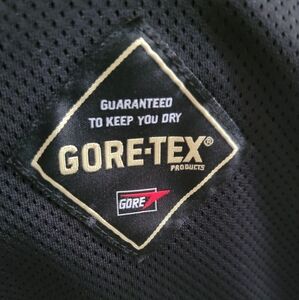 GUARANTEED
TO KEEP YOU DRY
GORE-TEX®
PRODUCTS
GORE